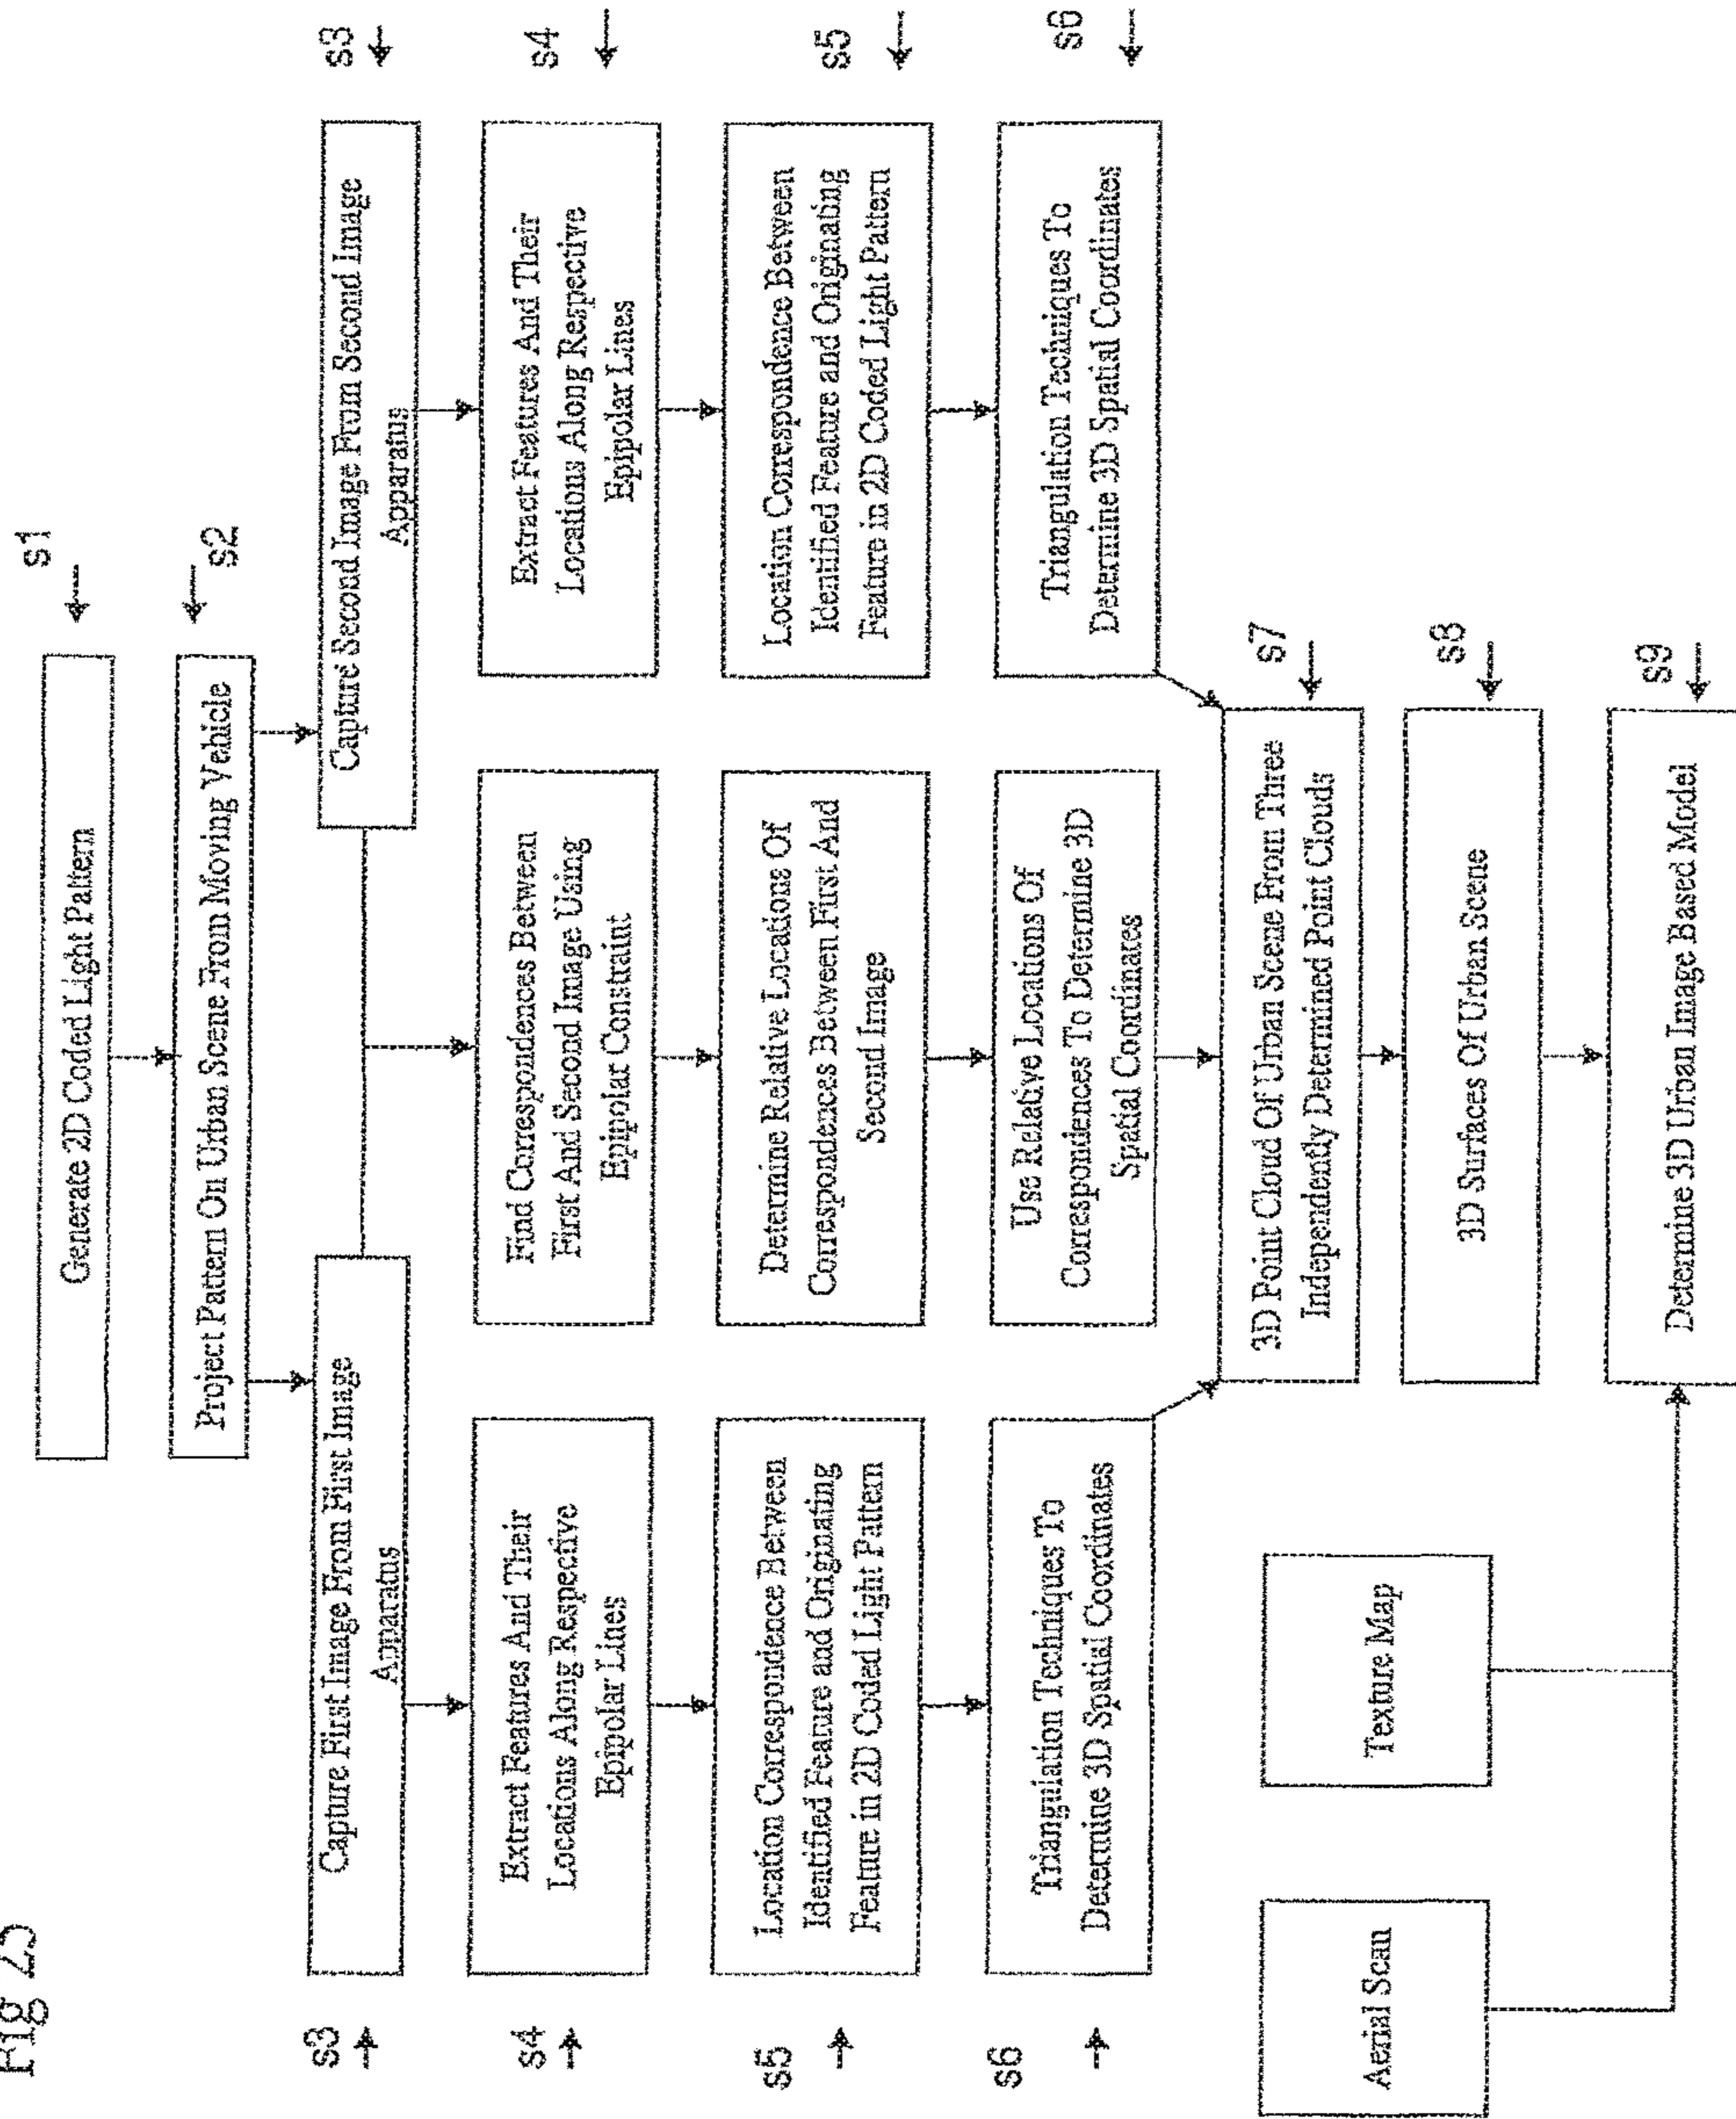 Fig 25
s1
Generate 2D Coded Light Pattern
s2
Project Pattern On Urban Scene From Moving Vehicle
s3
Capture First Image From First Image
Apparatus
Capture Second Image From Second Image
Apparatus
s3
s4
Extract Features And Their
Locations Along Respective
Epipolar Lines
Find Correspondences Between
First And Second Image Using
Epipolar Constraint
Extract Features And Their
Locations Along Respective
Epipolar Lines
s4
s5
Location Correspondence Between
Identified Feature and Originating
Feature in 2D Coded Light Pattern
Determine Relative Locations Of
Correspondences Between First And
Second Image
Location Correspondence Between
Identified Feature and Originating
Feature in 2D Coded Light Pattern
s5
s6
Triangulation Techniques To
Determine 3D Spatial Coordinates
Use Relative Locations Of
Correspondences To Determine 3D
Spatial Coordinates
Triangulation Techniques To
Determine 3D Spatial Coordinates
s6
3D Point Cloud Of Urban Scene From Three
Independently Determined Point Clouds
s7
3D Surfaces Of Urban Scene
s8
Aerial Scan
Texture Map
Determine 3D Urban Image Based Model
s9